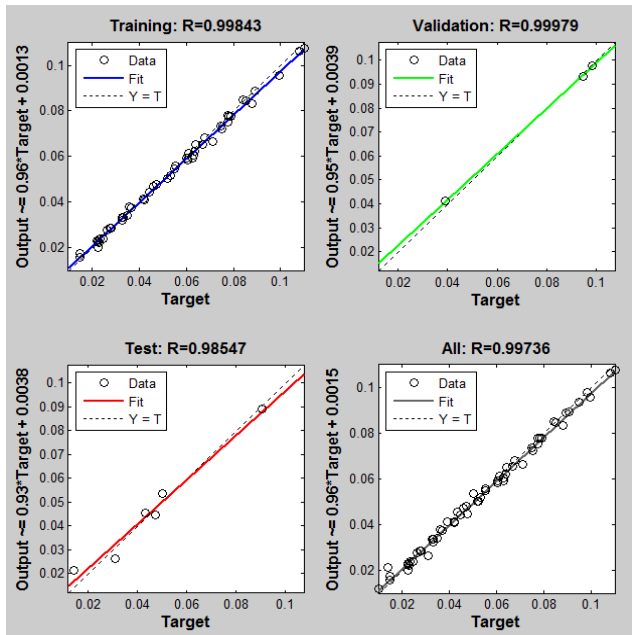 Training: R=0.99843
Output ~= 0.96*Target + 0.0013
0.1
0.08
0.06
0.04
0.02
Data
Fit
Y = T
0.02 0.04 0.06 0.08 0.1
Target
Validation: R=0.99979
Output ~= 0.95*Target + 0.0039
0.1
0.09
0.08
0.07
0.06
0.05
0.04
0.03
0.02
Data
Fit
Y = T
0.02 0.04 0.06 0.08 0.1
Target
Test: R=0.98547
Output ~= 0.93*Target + 0.0038
0.1
0.09
0.08
0.07
0.06
0.05
0.04
0.03
0.02
Data
Fit
Y = T
0.02 0.04 0.06 0.08 0.1
Target
All: R=0.99736
Output ~= 0.96*Target + 0.0015
0.1
0.08
0.06
0.04
0.02
Data
Fit
Y = T
0.02 0.04 0.06 0.08 0.1
Target